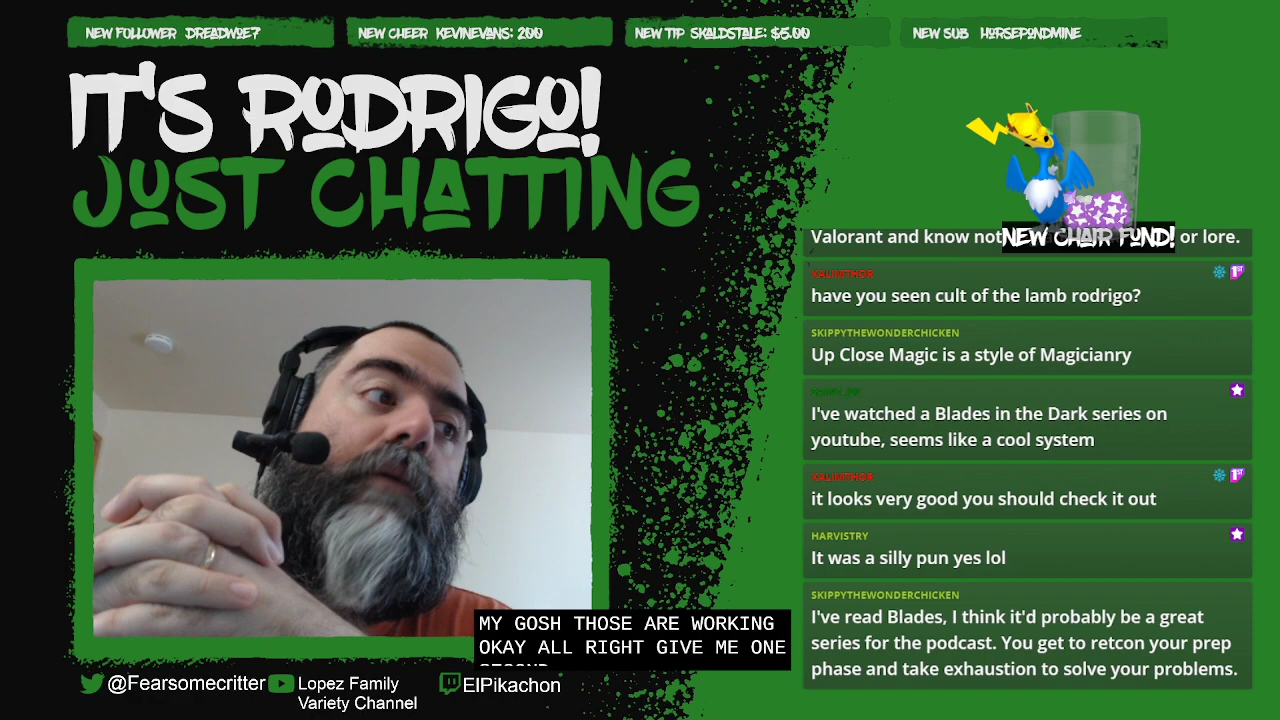 NEW FOLLOWER DREADWOE7
NEW CHEER KEVINEVANS: 200
NEW TIP SKALDSTALE: $5.00
NEW SUB HORSEPONDMINE
IT'S RODRIGO!
JUST CHATTING
NEW CHAIR FUND!
Valorant and know not or lore.
KALINTHOR
have you seen cult of the lamb rodrigo?
SKIPPYTHEWONDERCHICKEN
Up Close Magic is a style of Magicianry
I've watched a Blades in the Dark series on
youtube, seems like a cool system
KALINTHOR
it looks very good you should check it out
HARVISTRY
It was a silly pun yes lol
SKIPPYTHEWONDERCHICKEN
I've read Blades, I think it'd probably be a great
series for the podcast. You get to retcon your prep
phase and take exhaustion to solve your problems.
MY GOSH THOSE ARE WORKING
OKAY ALL RIGHT GIVE ME ONE
SECOND
@Fearsomecritter
Lopez Family
Variety Channel
ElPikachon